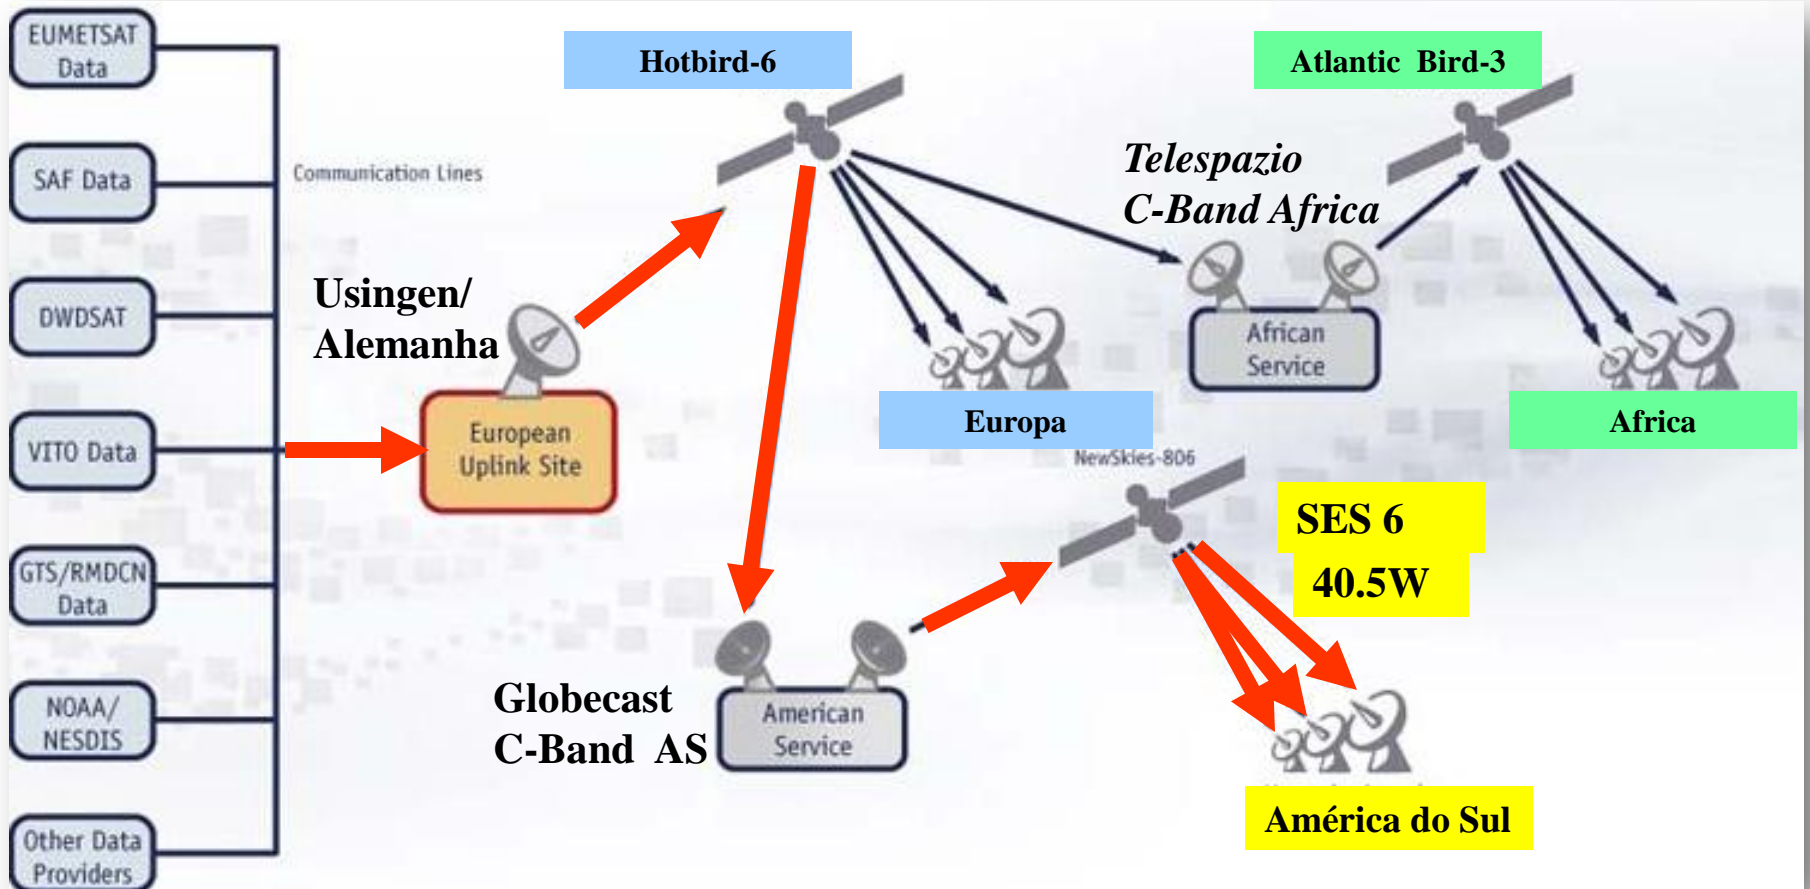 EUMETSAT
Data
SAF Data
DWDSAT
VITO Data
GTS/RMDCN
Data
NOAA/
NESDIS
Other Data
Providers
Communication Lines
Usingen/
Alemanha
European
Uplink Site
Hotbird-6
Europa
Telespazio
C-Band Africa
African
Service
Atlantic Bird-3
Africa
Globecast
C-Band AS
American
Service
NewSkies-806
SES 6
40.5W
América do Sul